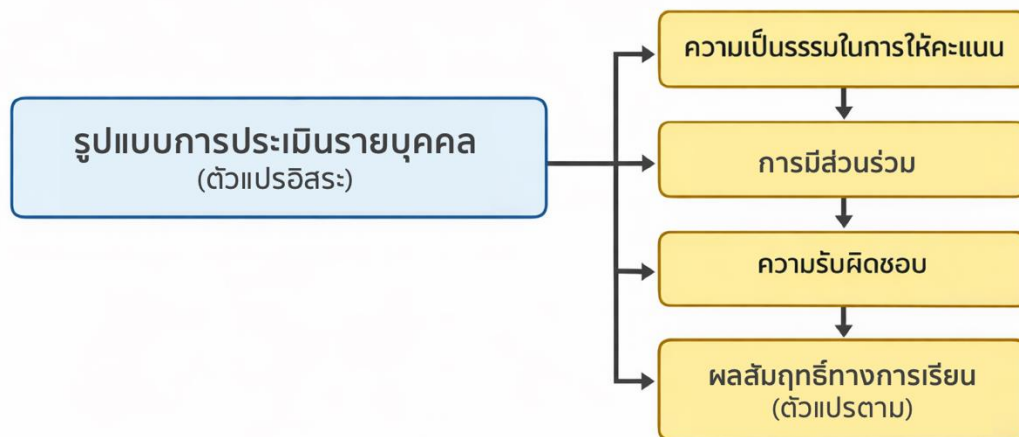 รูปแบบการประเมินรายบุคคล
(ตัวแปรอิสระ)
ความเป็นรรรมในการให้คะแนน
การมีส่วนร่วม
ความรับผิดชอบ
ผลสัมฤทธิ์ทางการเรียน
(ตัวแปรตาม)